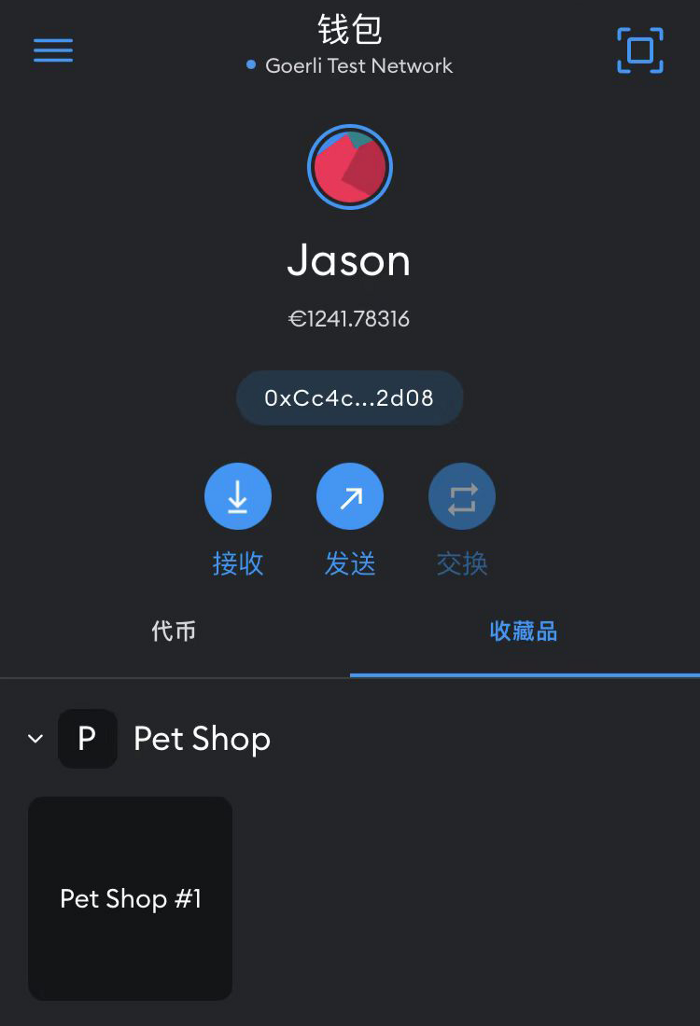 钱包
Goerli Test Network
Jason
€1241.78316
0xCc4c...2d08
接收 发送 交换
代币 收藏品
P Pet Shop
Pet Shop #1